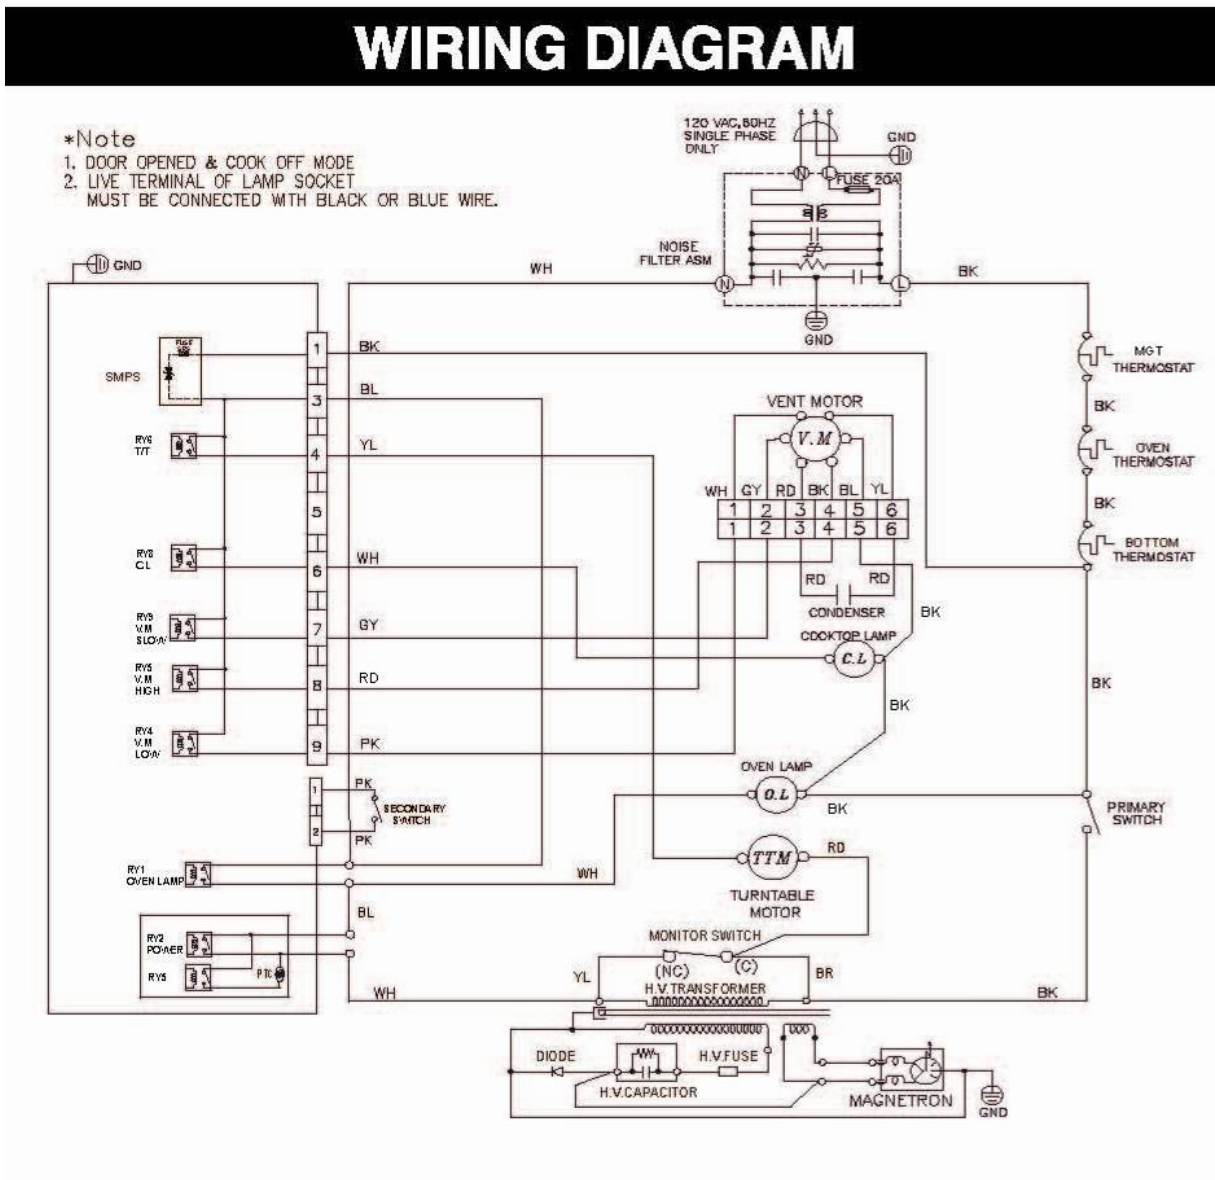 WIRING DIAGRAM
*Note
1. DOOR OPENED & COOK OFF MODE
2. LIVE TERMINAL OF LAMP SOCKET
MUST BE CONNECTED WITH BLACK OR BLUE WIRE.
120 VAC,60HZ
SINGLE PHASE
ONLY
GND
N
L
FUSE 20A
NOISE
FILTER ASM
GND
WH
N
L
BK
GND
FUSE
SMPS
1
BK
MGT
THERMOSTAT
3
BL
VENT MOTOR
BK
RY6
T/T
4
YL
V.M
OVEN
THERMOSTAT
WH GY RD BK BL YL
1 2 3 4 5 6
1 2 3 4 5 6
BK
5
BOTTOM
THERMOSTAT
RY8
CL
6
WH
RD
RD
CONDENSER
BK
RY9
V.M
SLOW
7
GY
COOKTOP LAMP
C.L
RY5
V.M
HIGH
8
RD
BK
BK
RY4
V.M
LOW
9
PK
OVEN LAMP
O.L
BK
1
PK
SECONDARY
SWITCH
2
PK
PRIMARY
SWITCH
TTM
RD
RY1
OVEN LAMP
WH
TURNTABLE
MOTOR
BL
RY2
POWER
RY5
PTC
MONITOR SWITCH
(NC)
(C)
YL
BR
H.V.TRANSFORMER
WH
BK
DIODE
H.V.FUSE
H.V.CAPACITOR
MAGNETRON
GND